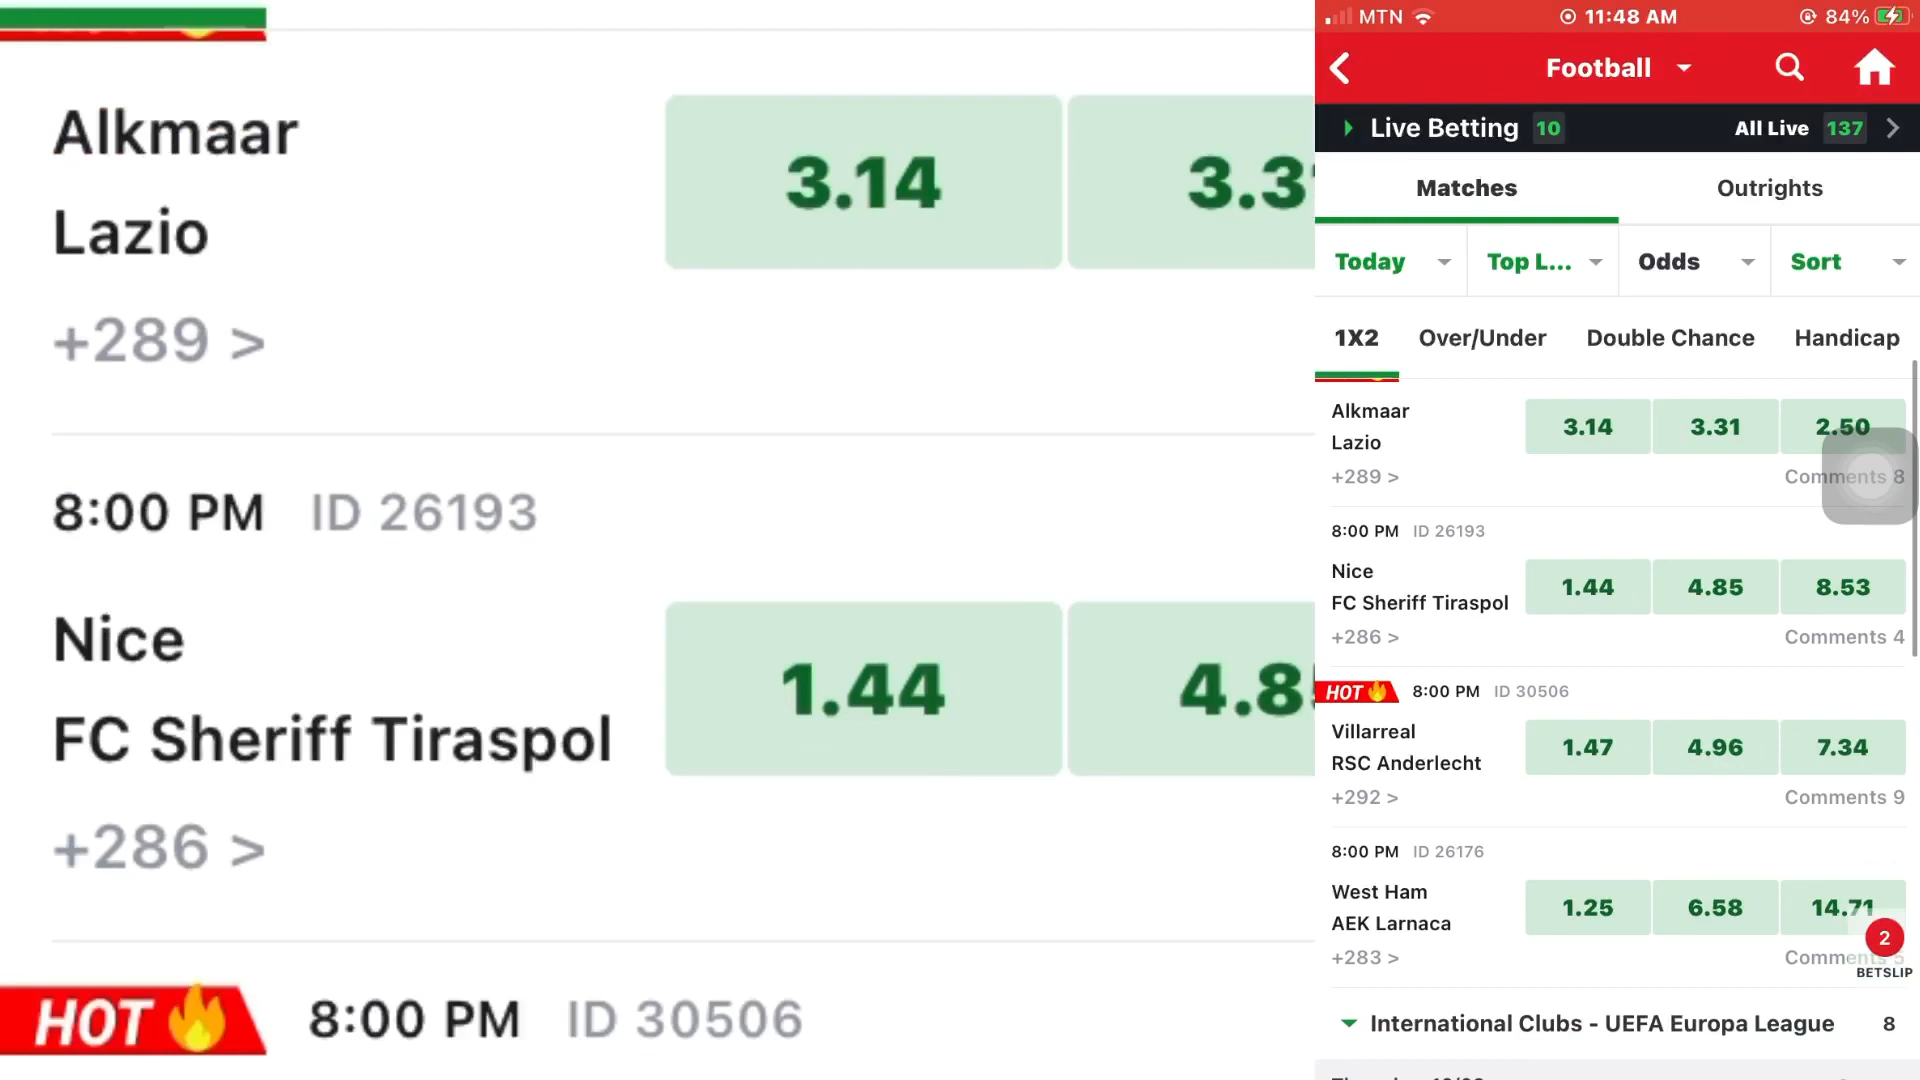 Alkmaar
Lazio
3.14
+289 >
8:00 PM ID 26193
Nice
FC Sheriff Tiraspol
1.44
+286 >
HOT 8:00 PM ID 30506
MTN 11:48 AM 84%
Football
Live Betting 10 All Live 137
Matches Outrights
Today Top L... Odds Sort
1X2 Over/Under Double Chance Handicap
Alkmaar
Lazio
3.14 3.31 2.50
+289 > Comments 8
8:00 PM ID 26193
Nice
FC Sheriff Tiraspol
1.44 4.85 8.53
+286 > Comments 4
HOT 8:00 PM ID 30506
Villarreal
RSC Anderlecht
1.47 4.96 7.34
+292 > Comments 9
8:00 PM ID 26176
West Ham
AEK Larnaca
1.25 6.58 14.71
+283 > Comments 5
2
BETSLIP
International Clubs - UEFA Europa League 8